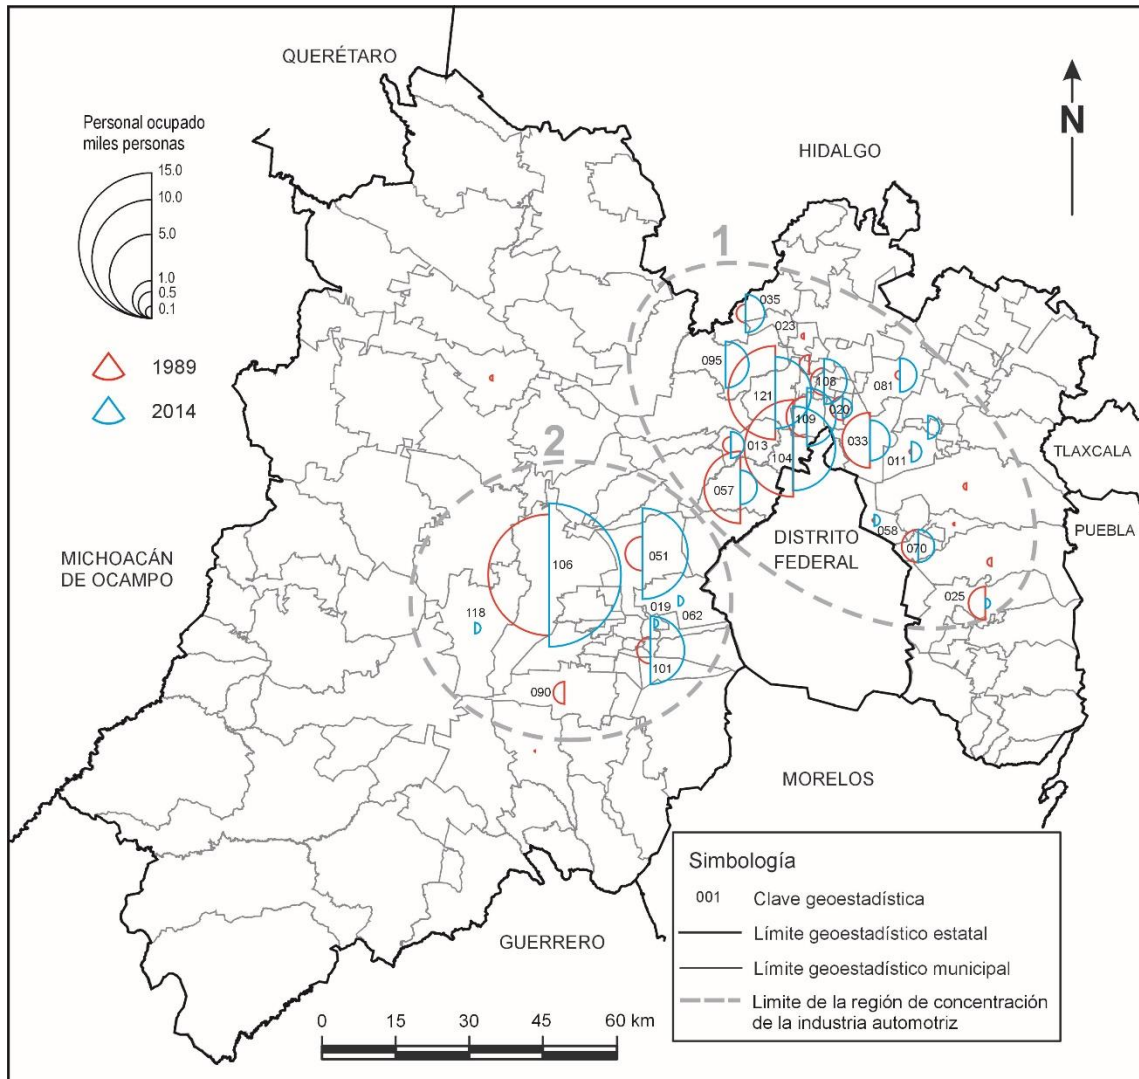 QUERÉTARO
Personal ocupado
miles personas
15.0
10.0
5.0
1.0
0.5
0.1
1989
2014
N
HIDALGO
1
035
023
095
108
081
121
020
109
033
013
104
011
057
2
TLAXCALA
058
DISTRITO
FEDERAL
PUEBLA
070
MICHOACÁN
DE OCAMPO
106
051
025
118
019
062
101
090
MORELOS
GUERRERO
Simbología
001 Clave geoestadística
Límite geoestadístico estatal
Límite geoestadístico municipal
Limite de la región de concentración
de la industria automotriz
0 15 30 45 60 km